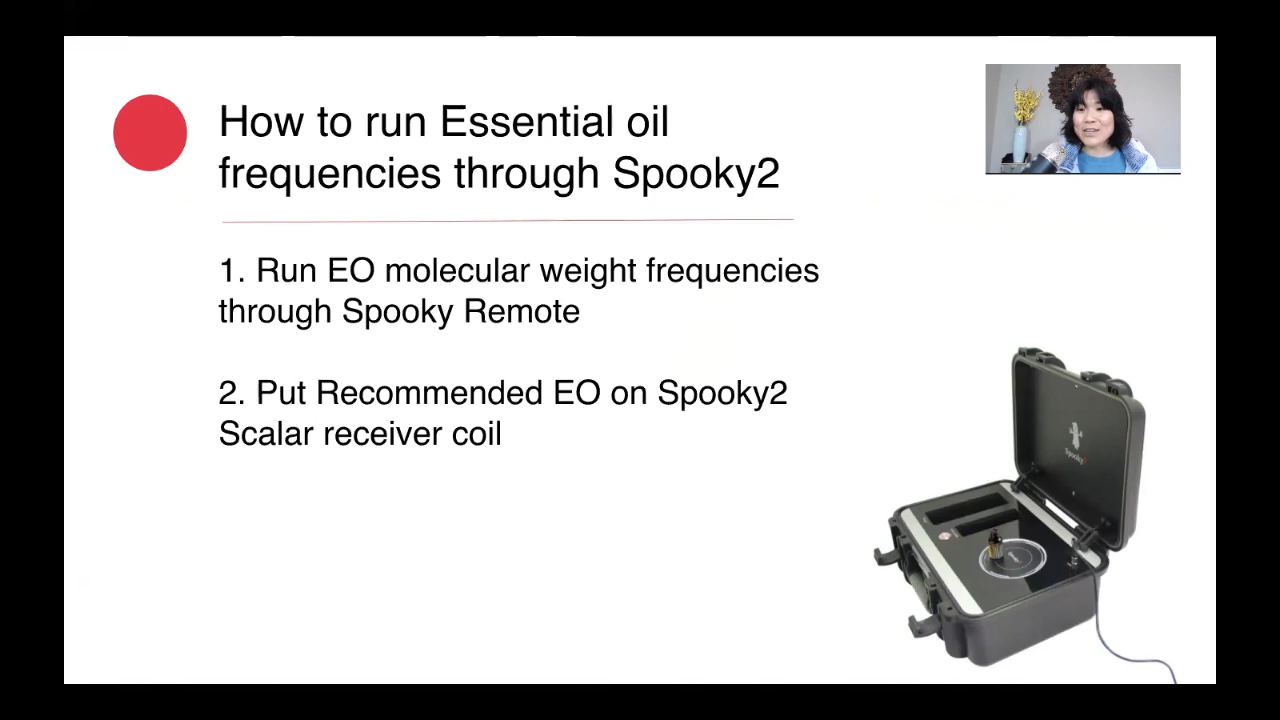 How to run Essential oil
frequencies through Spooky2
1. Run EO molecular weight frequencies
through Spooky Remote
2. Put Recommended EO on Spooky2
Scalar receiver coil
Spooky2